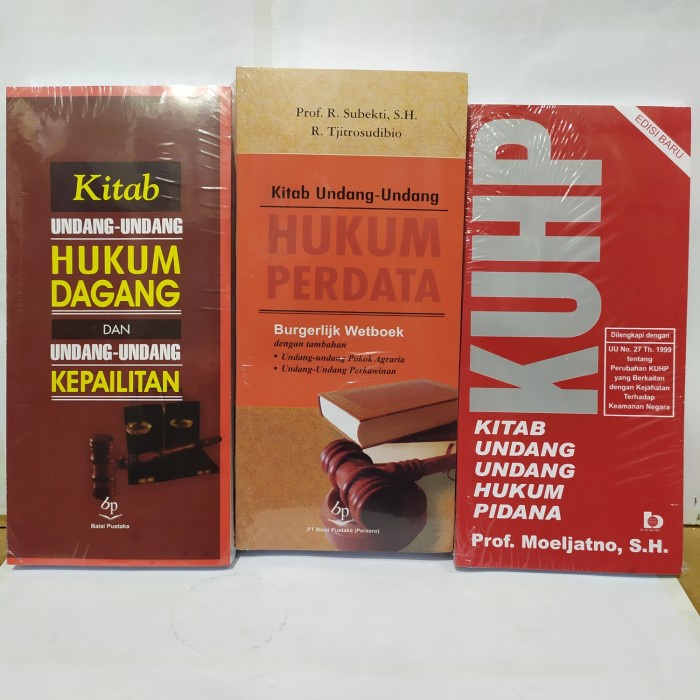 Kitab
UNDANG-UNDANG
HUKUM
DAGANG
DAN
UNDANG-UNDANG
KEPAILITAN
bp
Balai Pustaka
Prof. R. Subekti, S.H.
R. Tjitrosudibio
Kitab Undang-Undang
HUKUM
PERDATA
Burgerlijk Wetboek
dengan tambahan
• Undang-undang Pokok Agraria
• Undang-Undang Perkawinan
bp
PT Balai Pustaka (Persero)
EDISI BARU
KUHP
Dilengkapi dengan
UU No. 27 Th. 1999
tentang
Perubahan KUHP
yang Berkaitan
dengan Kejahatan
Terhadap
Keamanan Negara
KITAB
UNDANG
UNDANG
HUKUM
PIDANA
Prof. Moeljatno, S.H.